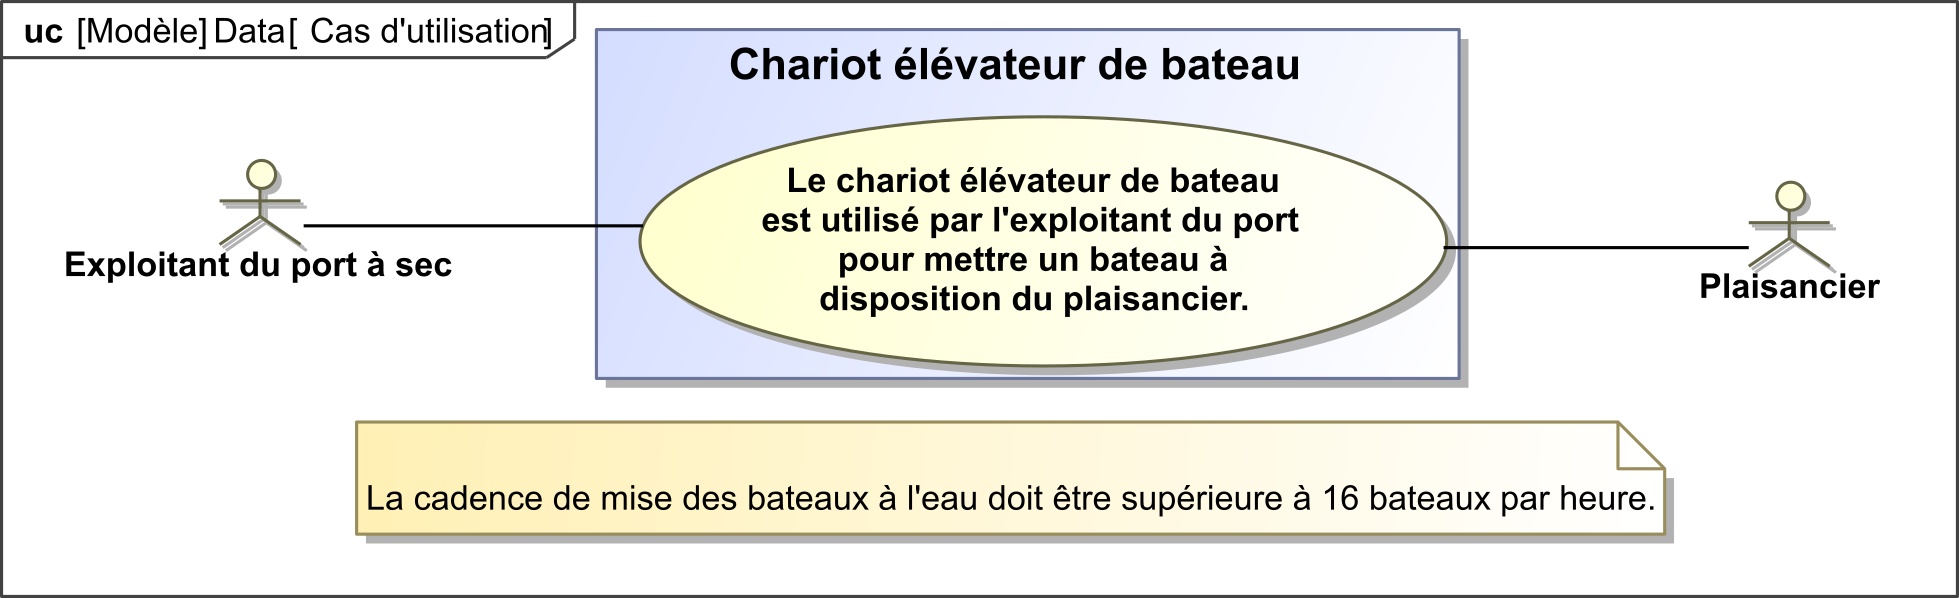 uc [Modèle] Data[ Cas d'utilisation]
Chariot élévateur de bateau
Le chariot élévateur de bateau
est utilisé par l'exploitant du port
pour mettre un bateau à
disposition du plaisancier.
Exploitant du port à sec
Plaisancier
La cadence de mise des bateaux à l'eau doit être supérieure à 16 bateaux par heure.